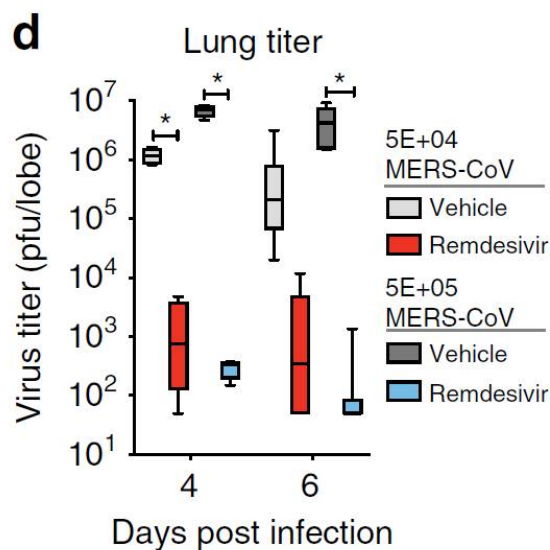 d
Lung titer
Virus titer (pfu/lobe)
10⁷
10⁶
10⁵
10⁴
10³
10²
10¹
* * *
4 6
Days post infection
5E+04
MERS-CoV
Vehicle
Remdesivir
5E+05
MERS-CoV
Vehicle
Remdesivir